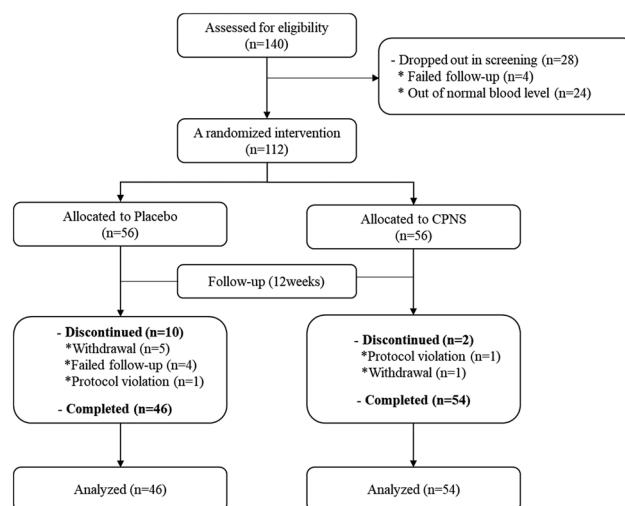 Assessed for eligibility
(n=140)
- Dropped out in screening (n=28)
* Failed follow-up (n=4)
* Out of normal blood level (n=24)
A randomized intervention
(n=112)
Allocated to Placebo
(n=56)
Allocated to CPNS
(n=56)
Follow-up (12weeks)
- Discontinued (n=10)
*Withdrawal (n=5)
*Failed follow-up (n=4)
*Protocol violation (n=1)
- Completed (n=46)
- Discontinued (n=2)
*Protocol violation (n=1)
*Withdrawal (n=1)
- Completed (n=54)
Analyzed (n=46)
Analyzed (n=54)